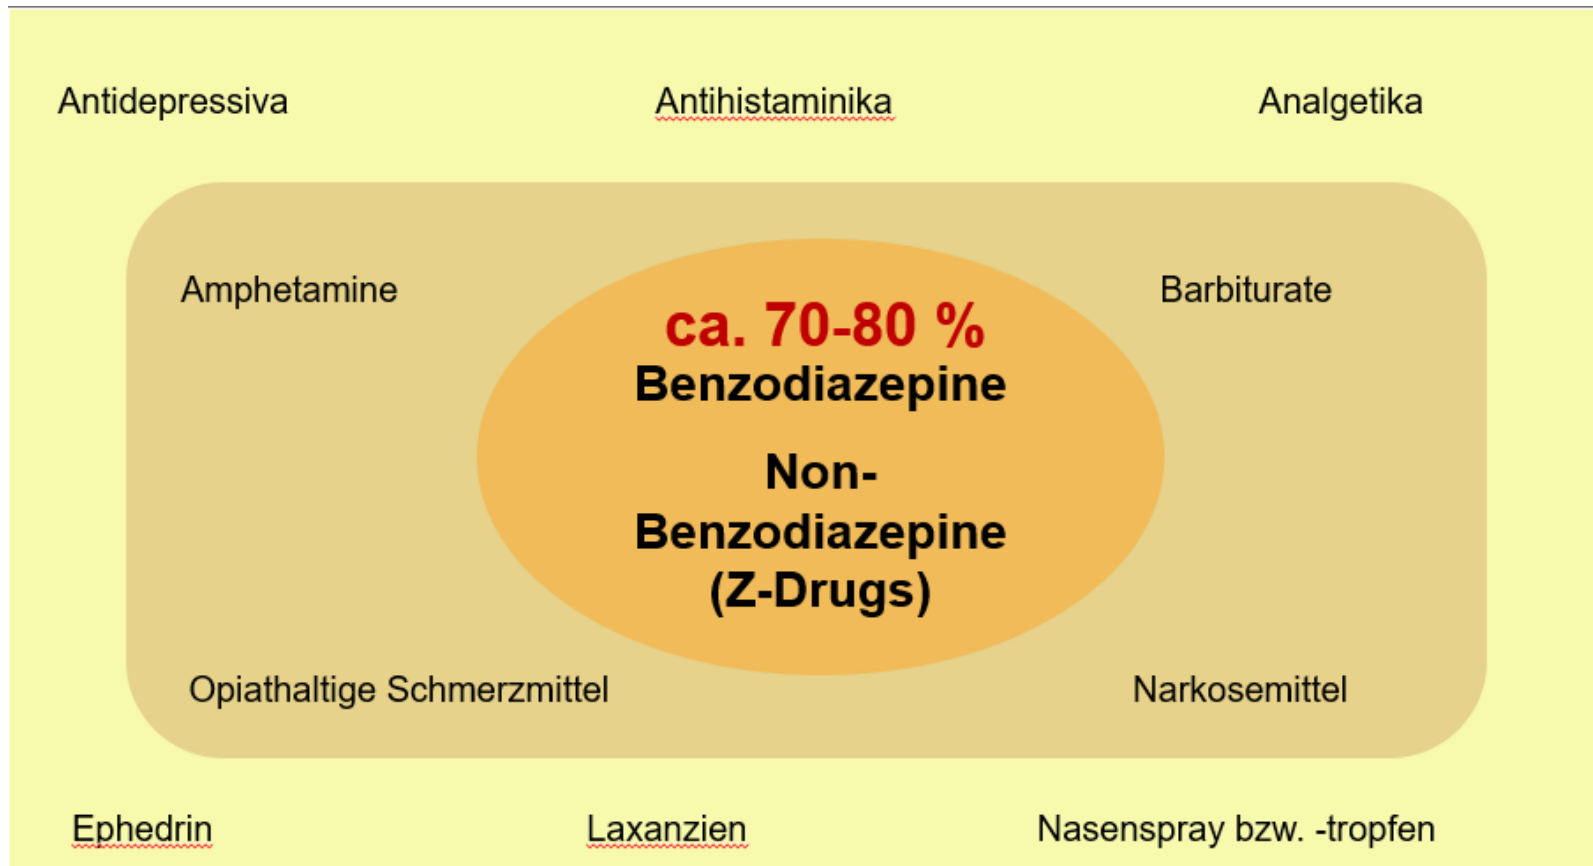 Antidepressiva Antihistaminika Analgetika
Amphetamine Barbiturate
ca. 70-80 %
Benzodiazepine
Non-
Benzodiazepine
(Z-Drugs)
Opiathaltige Schmerzmittel Narkosemittel
Ephedrin Laxanzien Nasenspray bzw. -tropfen